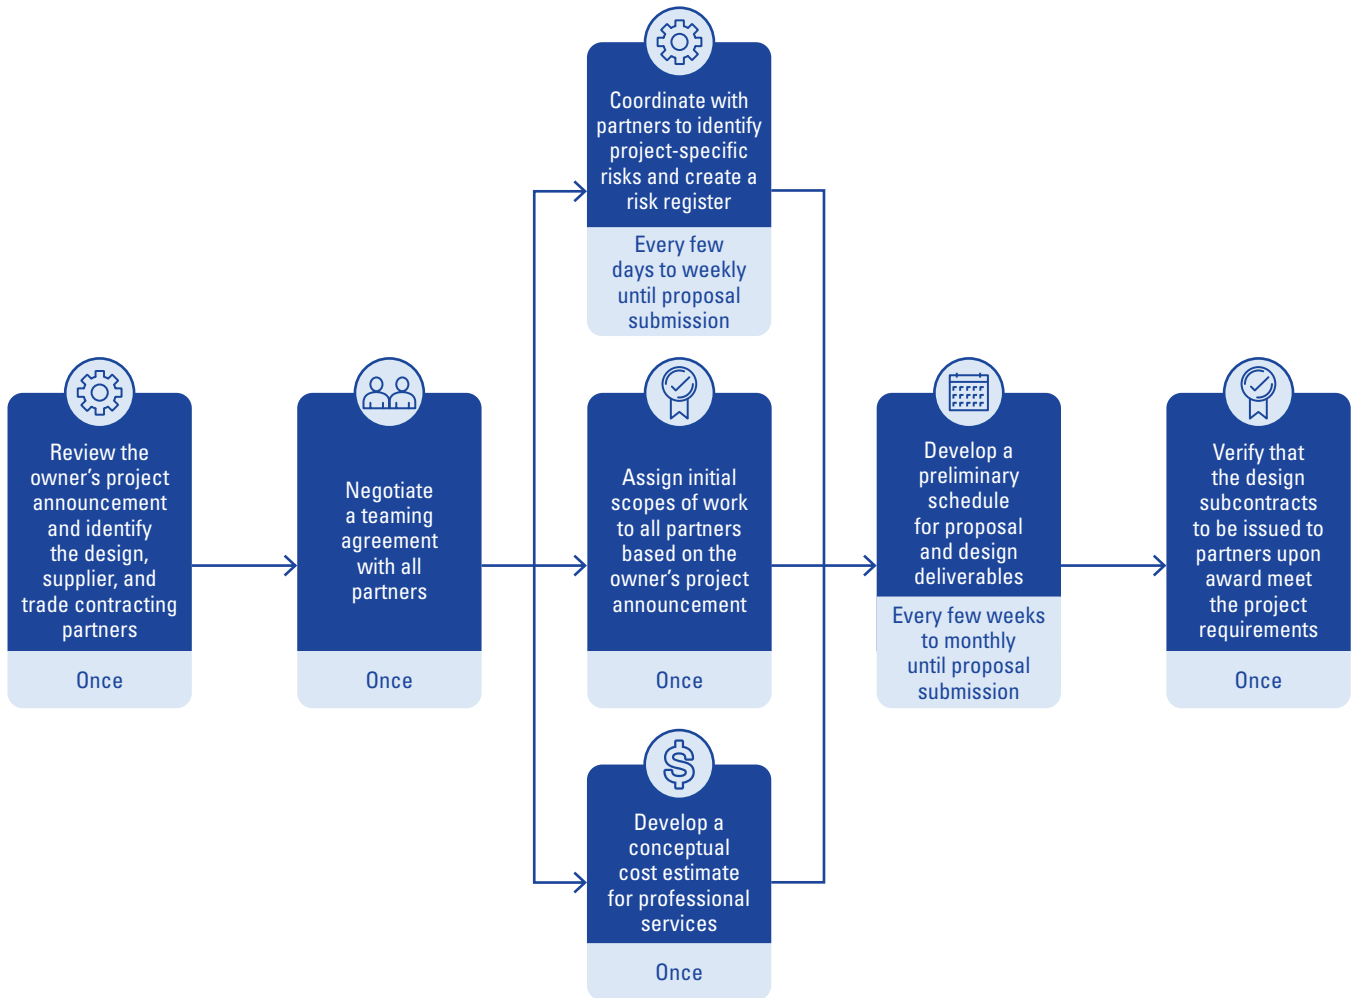 Review the
owner's project
announcement
and identify
the design,
supplier, and
trade contracting
partners
Once
Negotiate
a teaming
agreement
with all
partners
Once
Coordinate with
partners to identify
project-specific
risks and create a
risk register
Every few
days to weekly
until proposal
submission
Assign initial
scopes of work
to all partners
based on the
owner's project
announcement
Once
$
Develop a
conceptual
cost estimate
for professional
services
Once
Develop a
preliminary
schedule
for proposal
and design
deliverables
Every few weeks
to monthly
until proposal
submission
Verify that
the design
subcontracts
to be issued to
partners upon
award meet
the project
requirements
Once